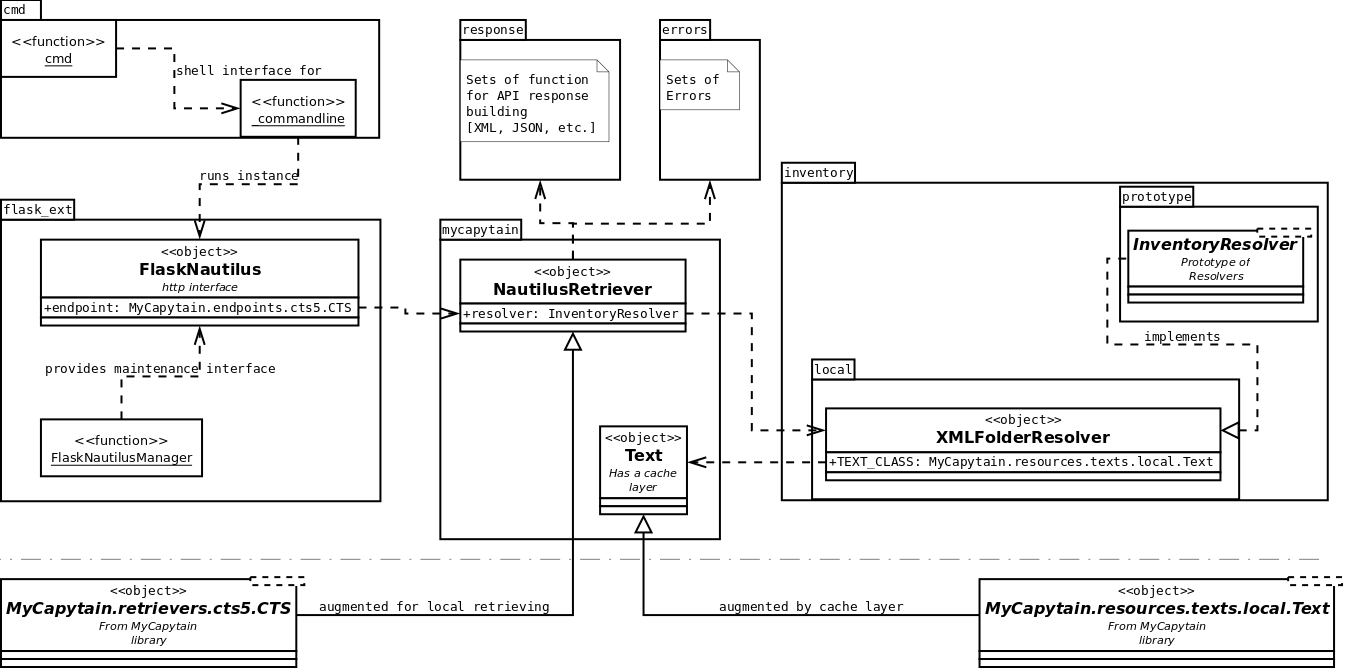 cmd
<<function>>
cmd
shell interface for
<<function>>
_commandline
runs instance
response
Sets of function
for API response
building
[XML, JSON, etc.]
errors
Sets of
Errors
flask_ext
<<object>>
FlaskNautilus
http interface
+endpoint: MyCapytain.endpoints.cts5.CTS
provides maintenance interface
<<function>>
FlaskNautilusManager
mycapytain
<<object>>
NautilusRetriever
+resolver: InventoryResolver
<<object>>
Text
Has a cache
layer
inventory
prototype
InventoryResolver
Prototype of
Resolvers
implements
local
<<object>>
XMLFolderResolver
+TEXT_CLASS: MyCapytain.resources.texts.local.Text
<<object>>
MyCapytain.retrievers.cts5.CTS
From MyCapytain
library
augmented for local retrieving
augmented by cache layer
<<object>>
MyCapytain.resources.texts.local.Text
From MyCapytain
library